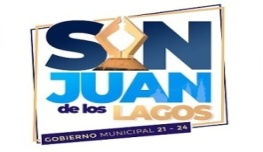 SAN
JUAN
de los LAGOS
GOBIERNO MUNICIPAL 21 - 24